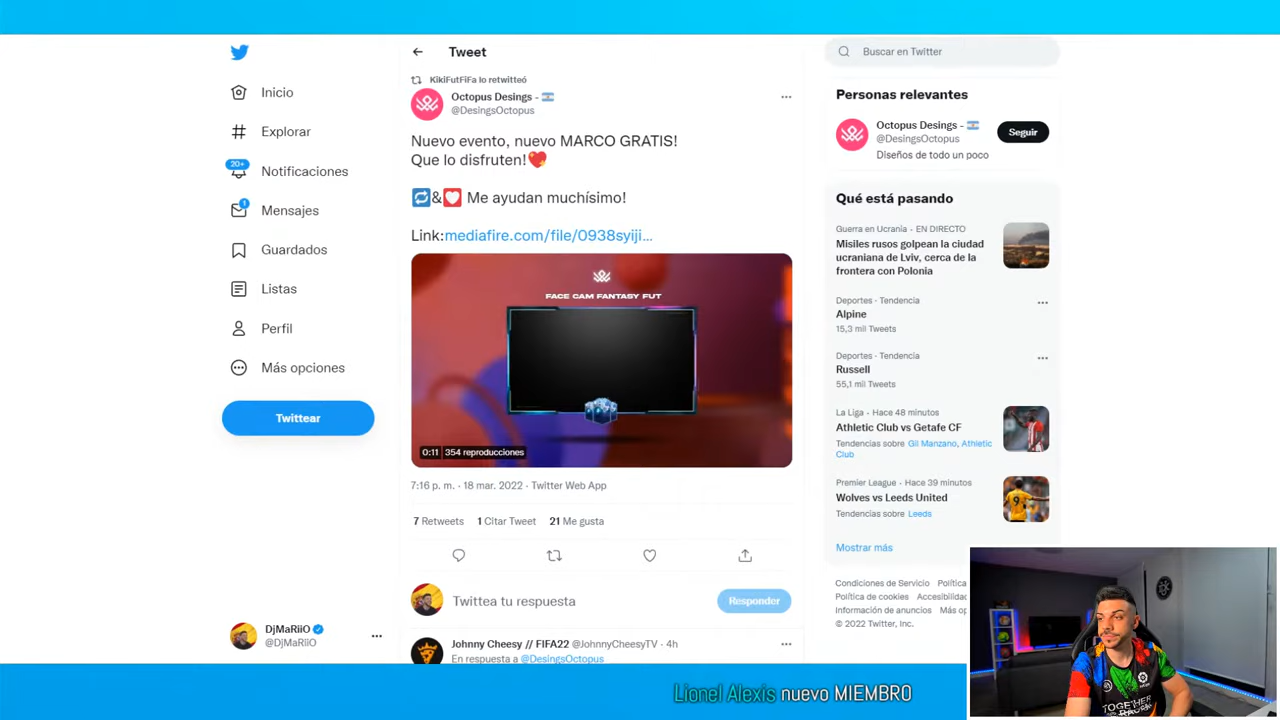 Inicio
Explorar
20+
Notificaciones
1
Mensajes
Guardados
Listas
Perfil
Más opciones
Twittear
DjMaRiiO
@DjMaRiiO
Tweet
KikiFutFiFa lo retwitteó
Octopus Desings -
@DesingsOctopus
Nuevo evento, nuevo MARCO GRATIS!
Que lo disfruten!💖
🔁&❤ Me ayudan muchísimo!
Link:mediafire.com/file/0938syiji...
FACE CAM FANTASY FUT
0:11 354 reproducciones
7:16 p. m. · 18 mar. 2022 · Twitter Web App
7 Retweets 1 Citar Tweet 21 Me gusta
Twittea tu respuesta
Responder
Johnny Cheesy // FIFA22 @JohnnyCheesyTV · 4h
En respuesta a @DesingsOctopus
Buscar en Twitter
Personas relevantes
Octopus Desings -
@DesingsOctopus
Seguir
Diseños de todo un poco
Qué está pasando
Guerra en Ucrania · EN DIRECTO
Misiles rusos golpean la ciudad
ucraniana de Lviv, cerca de la
frontera con Polonia
Deportes · Tendencia
Alpine
15,3 mil Tweets
Deportes · Tendencia
Russell
55,1 mil Tweets
La Liga · Hace 48 minutos
Athletic Club vs Getafe CF
Tendencias sobre Gil Manzano, Athletic
Club
Premier League · Hace 39 minutos
Wolves vs Leeds United
Tendencias sobre Leeds
Mostrar más
Condiciones de Servicio Política
Política de cookies Accesibilidad
Información de anuncios Más op
© 2022 Twitter, Inc.
Lionel Alexis nuevo MIEMBRO
TOGETHER